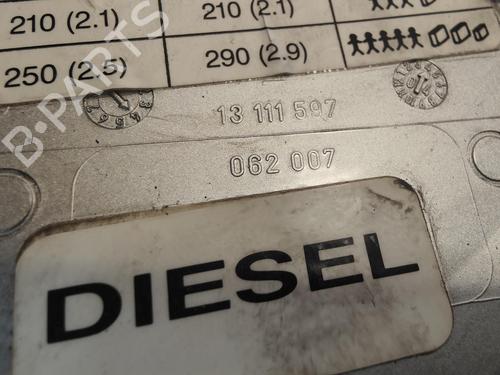 210 (2.1) 210 (2.1)
250 (2.5) 290 (2.9)
13 111 597
062 007
DIESEL
B-PARTS